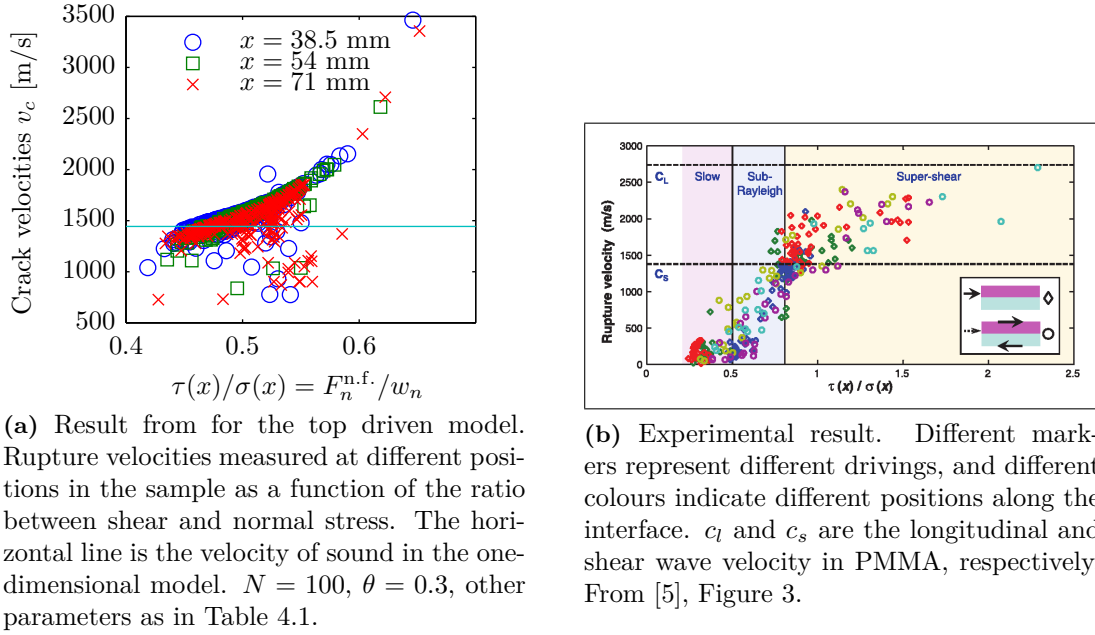 3500
3000
2500
2000
1500
1000
500
0.4
0.5
0.6
Crack velocities v_c [m/s]
x = 38.5 mm
x = 54 mm
x = 71 mm
τ(x)/σ(x) = F_n^{n.f.}/w_n
(a) Result from for the top driven model.
Rupture velocities measured at different posi-
tions in the sample as a function of the ratio
between shear and normal stress. The hori-
zontal line is the velocity of sound in the one-
dimensional model. N = 100, θ = 0.3, other
parameters as in Table 4.1.
3000
2500
2000
1500
1000
500
0
0
0.5
1
1.5
2
2.5
Rupture velocity (m/s)
C_L
Slow
Sub-
Rayleigh
Super-shear
C_S
τ(x) / σ(x)
(b) Experimental result. Different mark-
ers represent different drivings, and different
colours indicate different positions along the
interface. c_l and c_s are the longitudinal and
shear wave velocity in PMMA, respectively.
From [5], Figure 3.